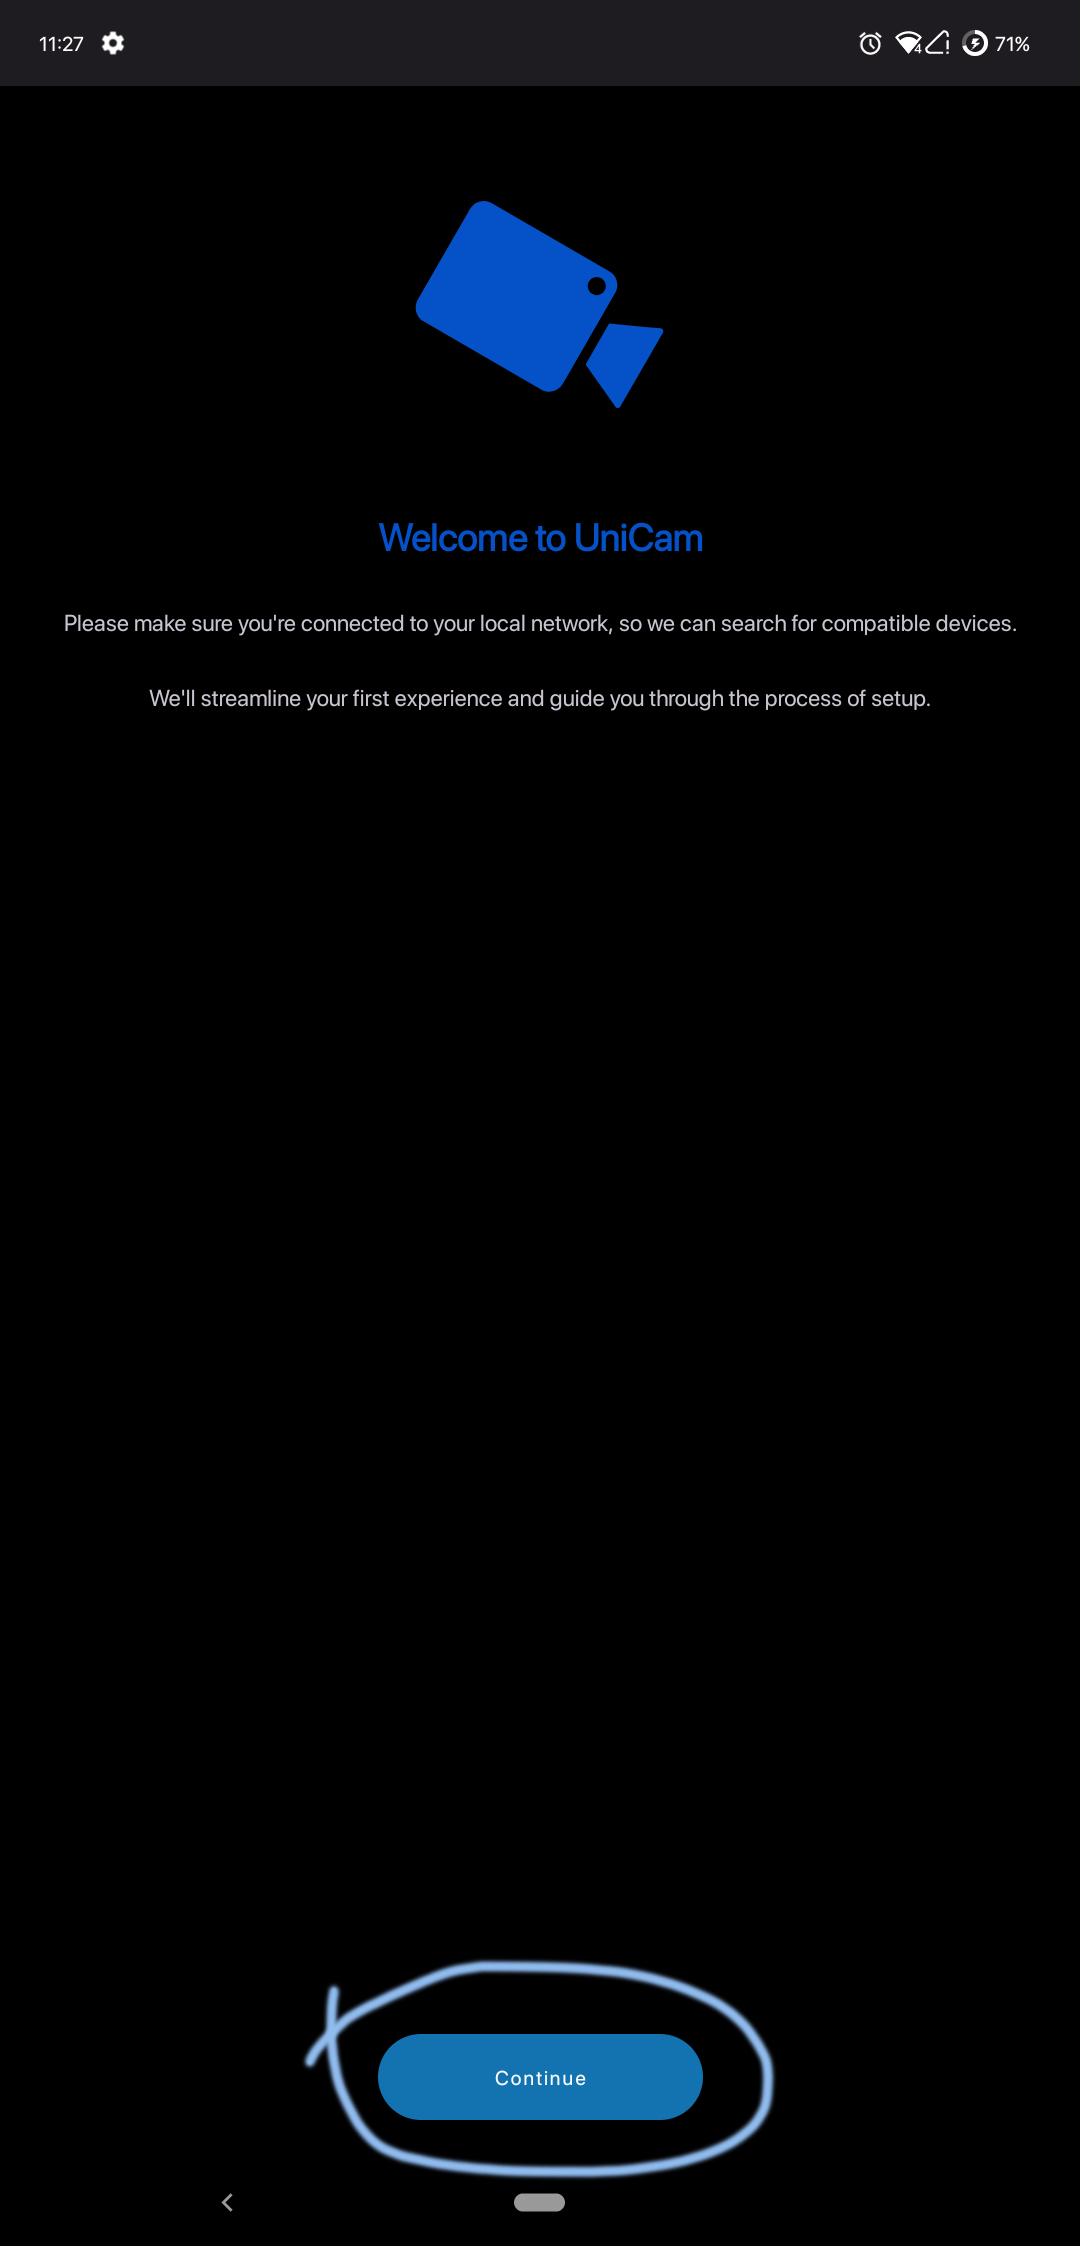 11:27
4
71%
Welcome to UniCam
Please make sure you're connected to your local network, so we can search for compatible devices.
We'll streamline your first experience and guide you through the process of setup.
Continue